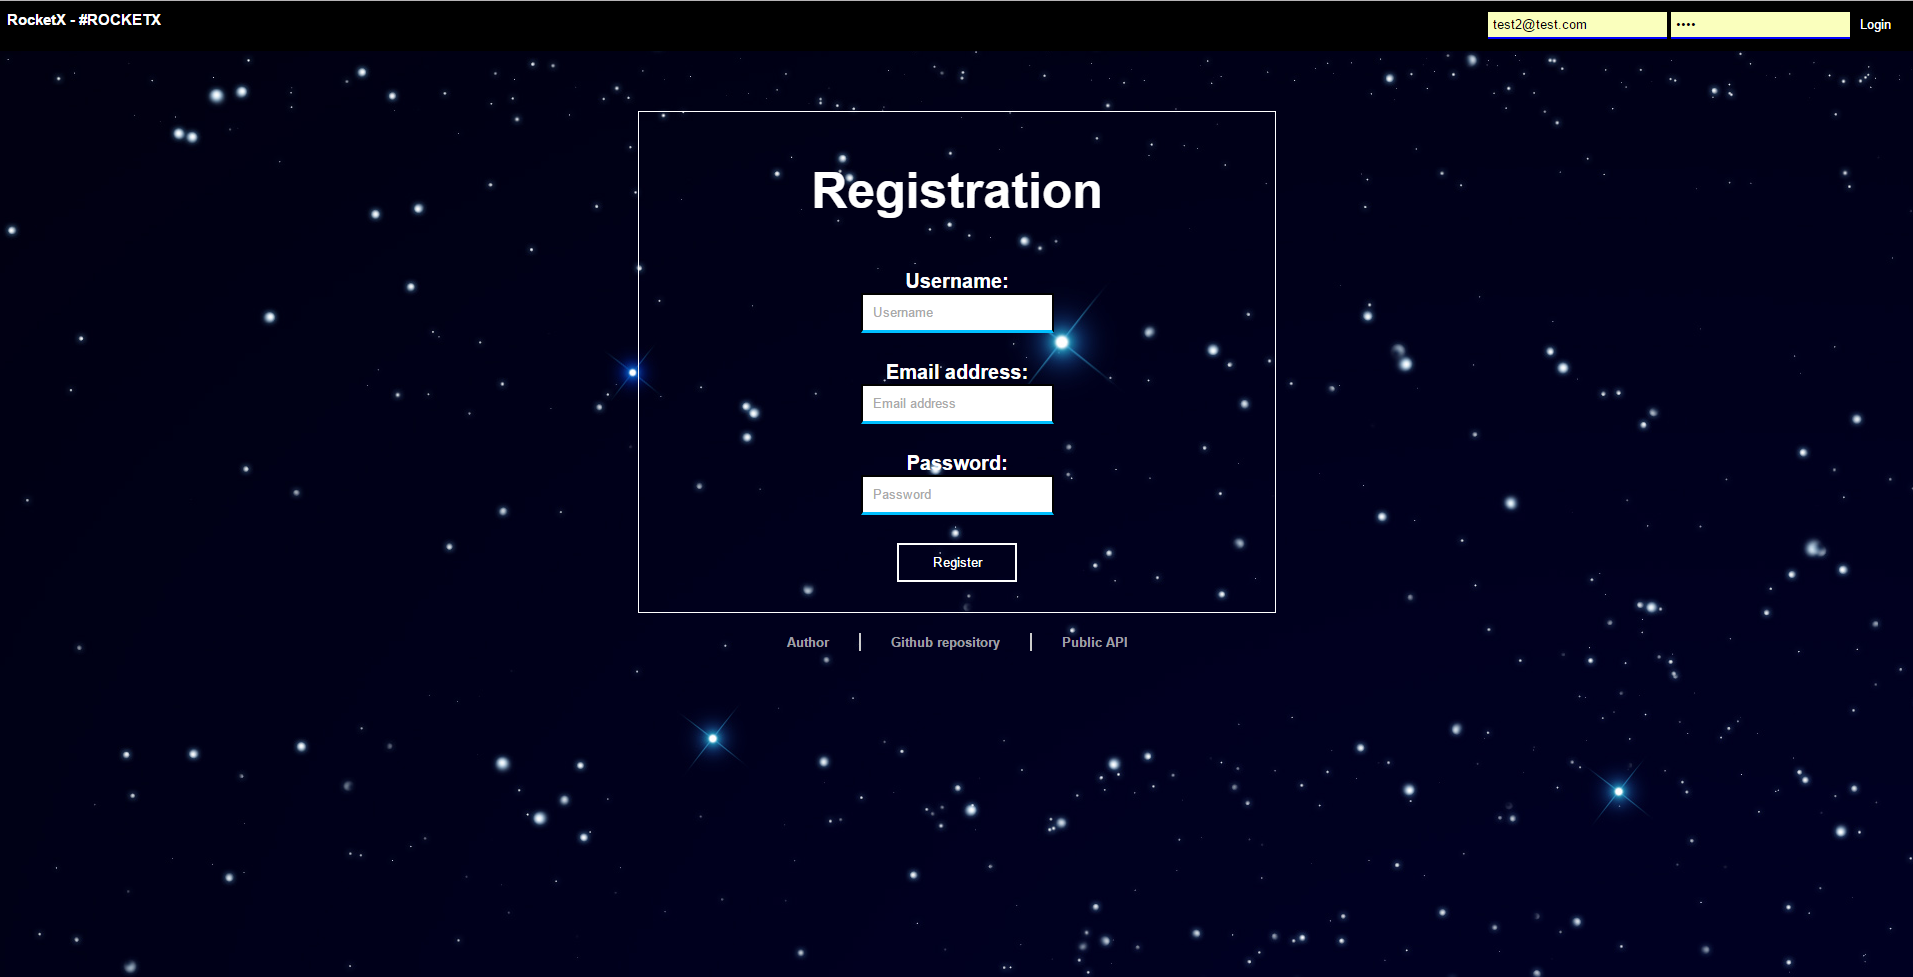 RocketX - #ROCKETX
test2@test.com •••• Login
Registration
Username:
Username
Email address:
Email address
Password:
Password
Register
Author | Github repository | Public API